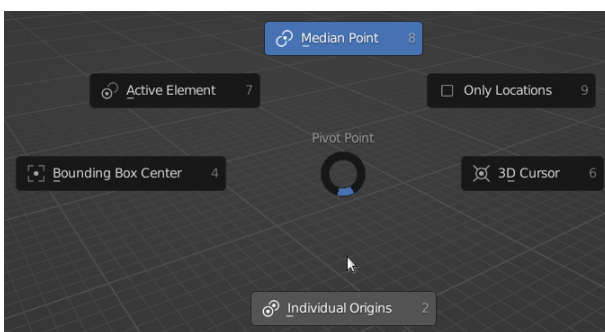 Median Point 8
Active Element 7
Only Locations 9
Pivot Point
Bounding Box Center 4
3D Cursor 6
Individual Origins 2